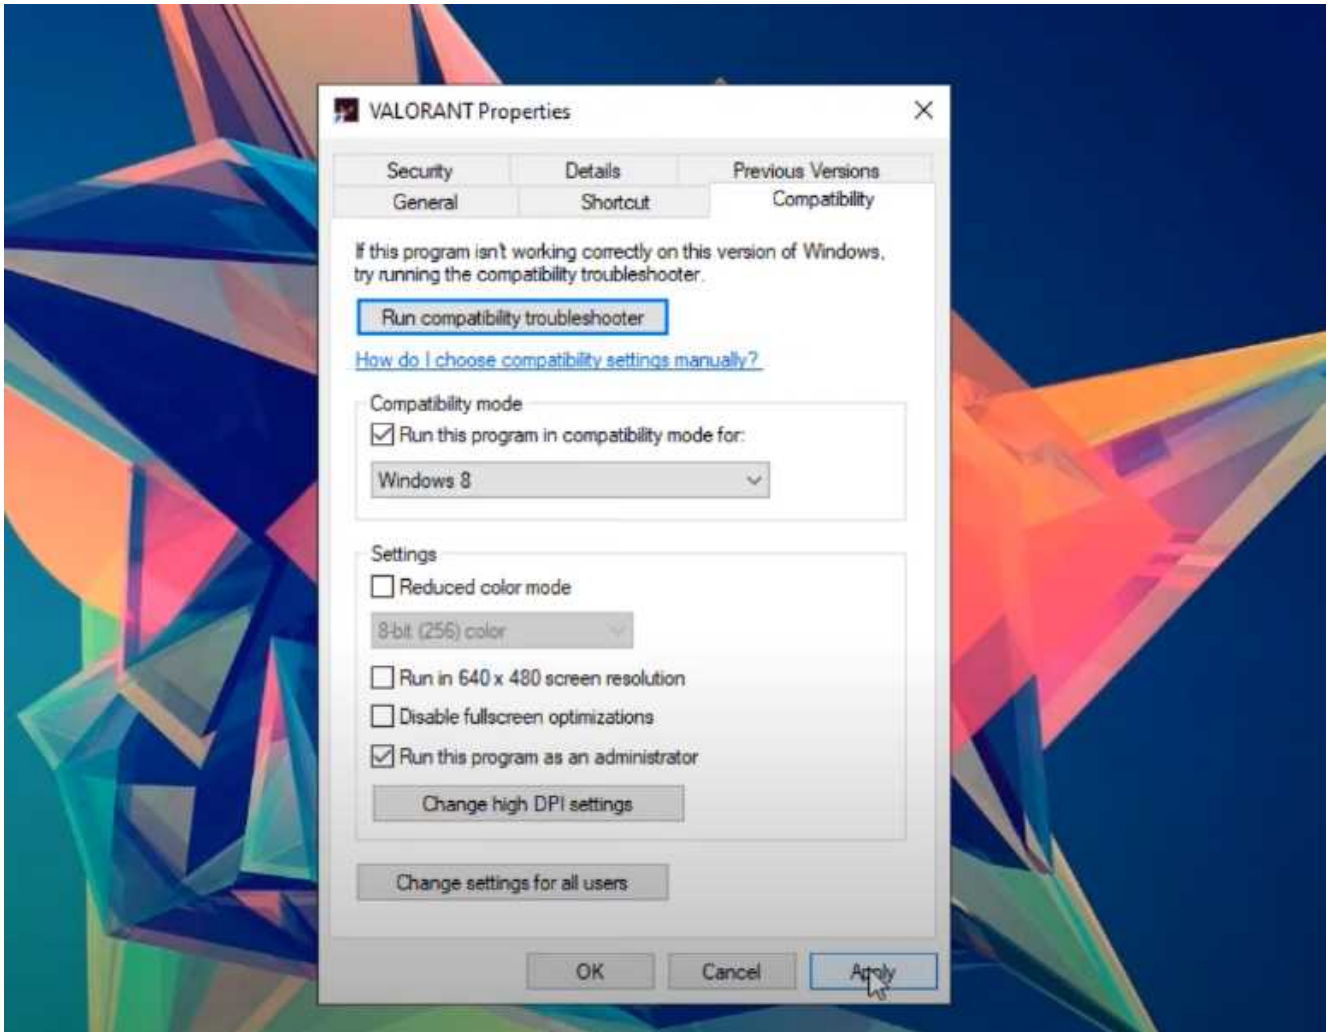 VALORANT Properties
Security Details Previous Versions
General Shortcut Compatibility
If this program isn't working correctly on this version of Windows,
try running the compatibility troubleshooter.
Run compatibility troubleshooter
How do I choose compatibility settings manually?
Compatibility mode
Run this program in compatibility mode for:
Windows 8
Settings
Reduced color mode
8-bit (256) color
Run in 640 x 480 screen resolution
Disable fullscreen optimizations
Run this program as an administrator
Change high DPI settings
Change settings for all users
OK Cancel Apply